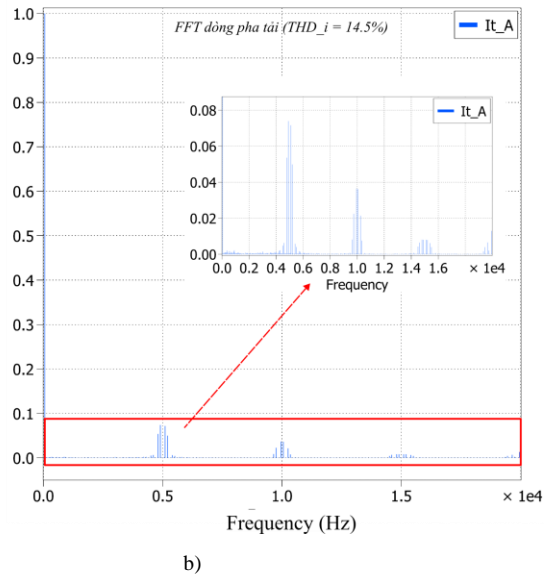 FFT dòng pha tải (THD_i = 14.5%)
It_A
1.0
0.9
0.8
0.7
0.6
0.5
0.4
0.3
0.2
0.1
0.0
It_A
0.08
0.06
0.04
0.02
0.00
0.0 0.2 0.4 0.6 0.8 1.0 1.2 1.4 1.6 × 1e4
Frequency
0.0 0.5 1.0 1.5 × 1e4
Frequency (Hz)
b)